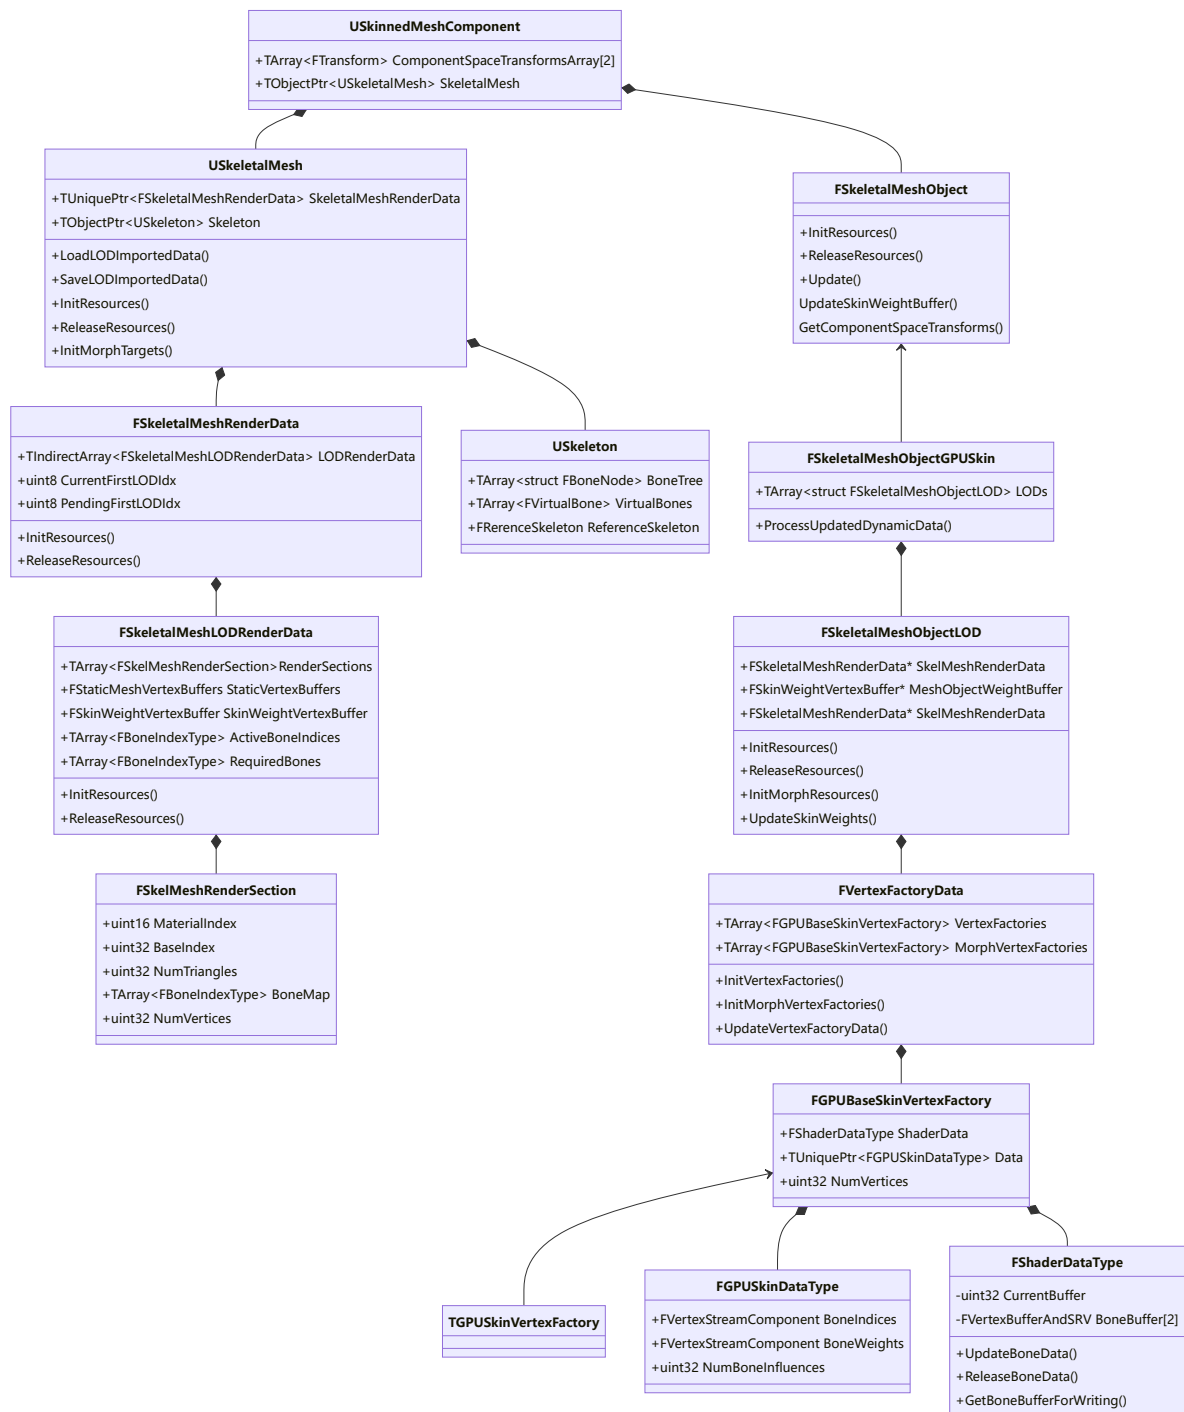 USkinnedMeshComponent
+TArray<FTransform> ComponentSpaceTransformsArray[2]
+TObjectPtr<USkeletalMesh> SkeletalMesh
USkeletalMesh
+TUniquePtr<FSkeletalMeshRenderData> SkeletalMeshRenderData
+TObjectPtr<USkeleton> Skeleton
+LoadLODImportedData()
+SaveLODImportedData()
+InitResources()
+ReleaseResources()
+InitMorphTargets()
FSkeletalMeshObject
+InitResources()
+ReleaseResources()
+Update()
UpdateSkinWeightBuffer()
GetComponentSpaceTransforms()
FSkeletalMeshRenderData
+TIndirectArray<FSkeletalMeshLODRenderData> LODRenderData
+uint8 CurrentFirstLODIdx
+uint8 PendingFirstLODIdx
+InitResources()
+ReleaseResources()
USkeleton
+TArray<struct FBoneNode> BoneTree
+TArray<FVirtualBone> VirtualBones
+FRerenceSkeleton ReferenceSkeleton
FSkeletalMeshObjectGPUSkin
+TArray<struct FSkeletalMeshObjectLOD> LODs
+ProcessUpdatedDynamicData()
FSkeletalMeshLODRenderData
+TArray<FSkelMeshRenderSection>RenderSections
+FStaticMeshVertexBuffers StaticVertexBuffers
+FSkinWeightVertexBuffer SkinWeightVertexBuffer
+TArray<FBoneIndexType> ActiveBoneIndices
+TArray<FBoneIndexType> RequiredBones
+InitResources()
+ReleaseResources()
FSkeletalMeshObjectLOD
+FSkeletalMeshRenderData* SkelMeshRenderData
+FSkinWeightVertexBuffer* MeshObjectWeightBuffer
+FSkeletalMeshRenderData* SkelMeshRenderData
+InitResources()
+ReleaseResources()
+InitMorphResources()
+UpdateSkinWeights()
FSkelMeshRenderSection
+uint16 MaterialIndex
+uint32 BaseIndex
+uint32 NumTriangles
+TArray<FBoneIndexType> BoneMap
+uint32 NumVertices
FVertexFactoryData
+TArray<FGPUBaseSkinVertexFactory> VertexFactories
+TArray<FGPUBaseSkinVertexFactory> MorphVertexFactories
+InitVertexFactories()
+InitMorphVertexFactories()
+UpdateVertexFactoryData()
FGPUBaseSkinVertexFactory
+FShaderDataType ShaderData
+TUniquePtr<FGPUSkinDataType> Data
+uint32 NumVertices
TGPUSkinVertexFactory
FGPUSkinDataType
+FVertexStreamComponent BoneIndices
+FVertexStreamComponent BoneWeights
+uint32 NumBoneInfluences
FShaderDataType
-uint32 CurrentBuffer
-FVertexBufferAndSRV BoneBuffer[2]
+UpdateBoneData()
+ReleaseBoneData()
+GetBoneBufferForWriting()